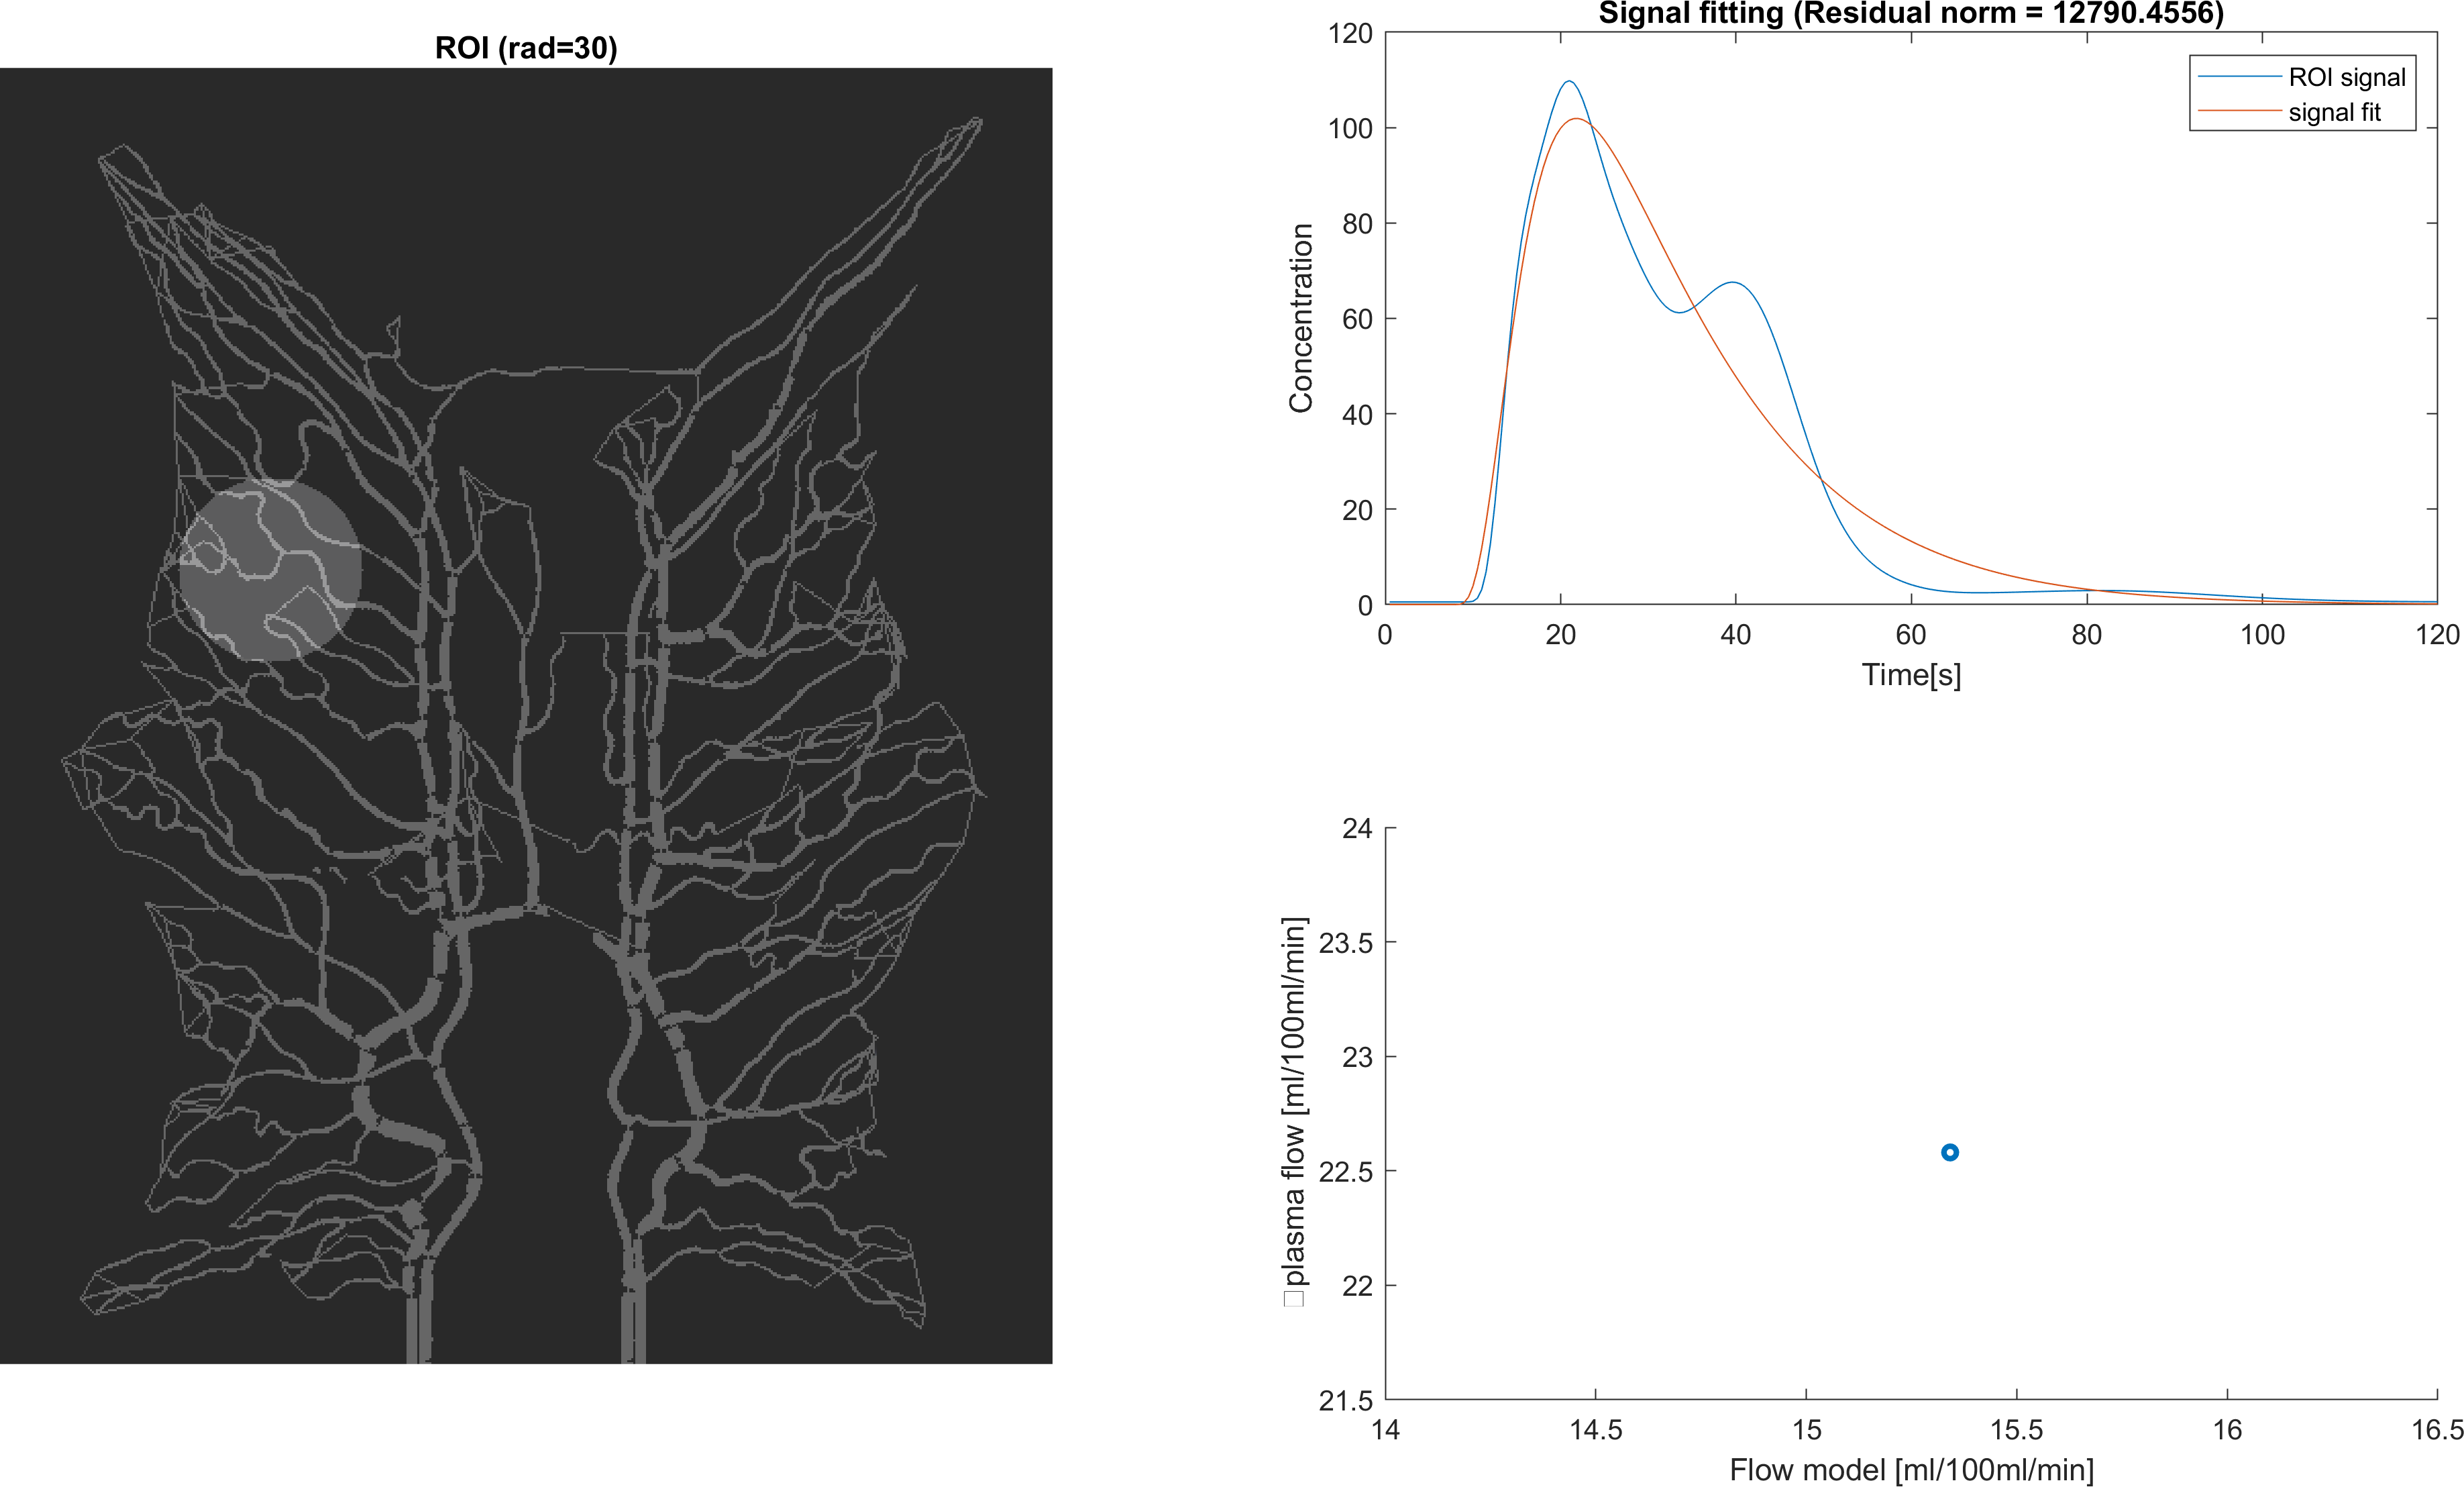 ROI (rad=30)
Signal fitting (Residual norm = 12790.4556)
120
100
80
60
40
20
0
Concentration
ROI signal
signal fit
0 20 40 60 80 100 120
Time[s]
24
23.5
23
22.5
22
21.5
□ plasma flow [ml/100ml/min]
14 14.5 15 15.5 16 16.5
Flow model [ml/100ml/min]